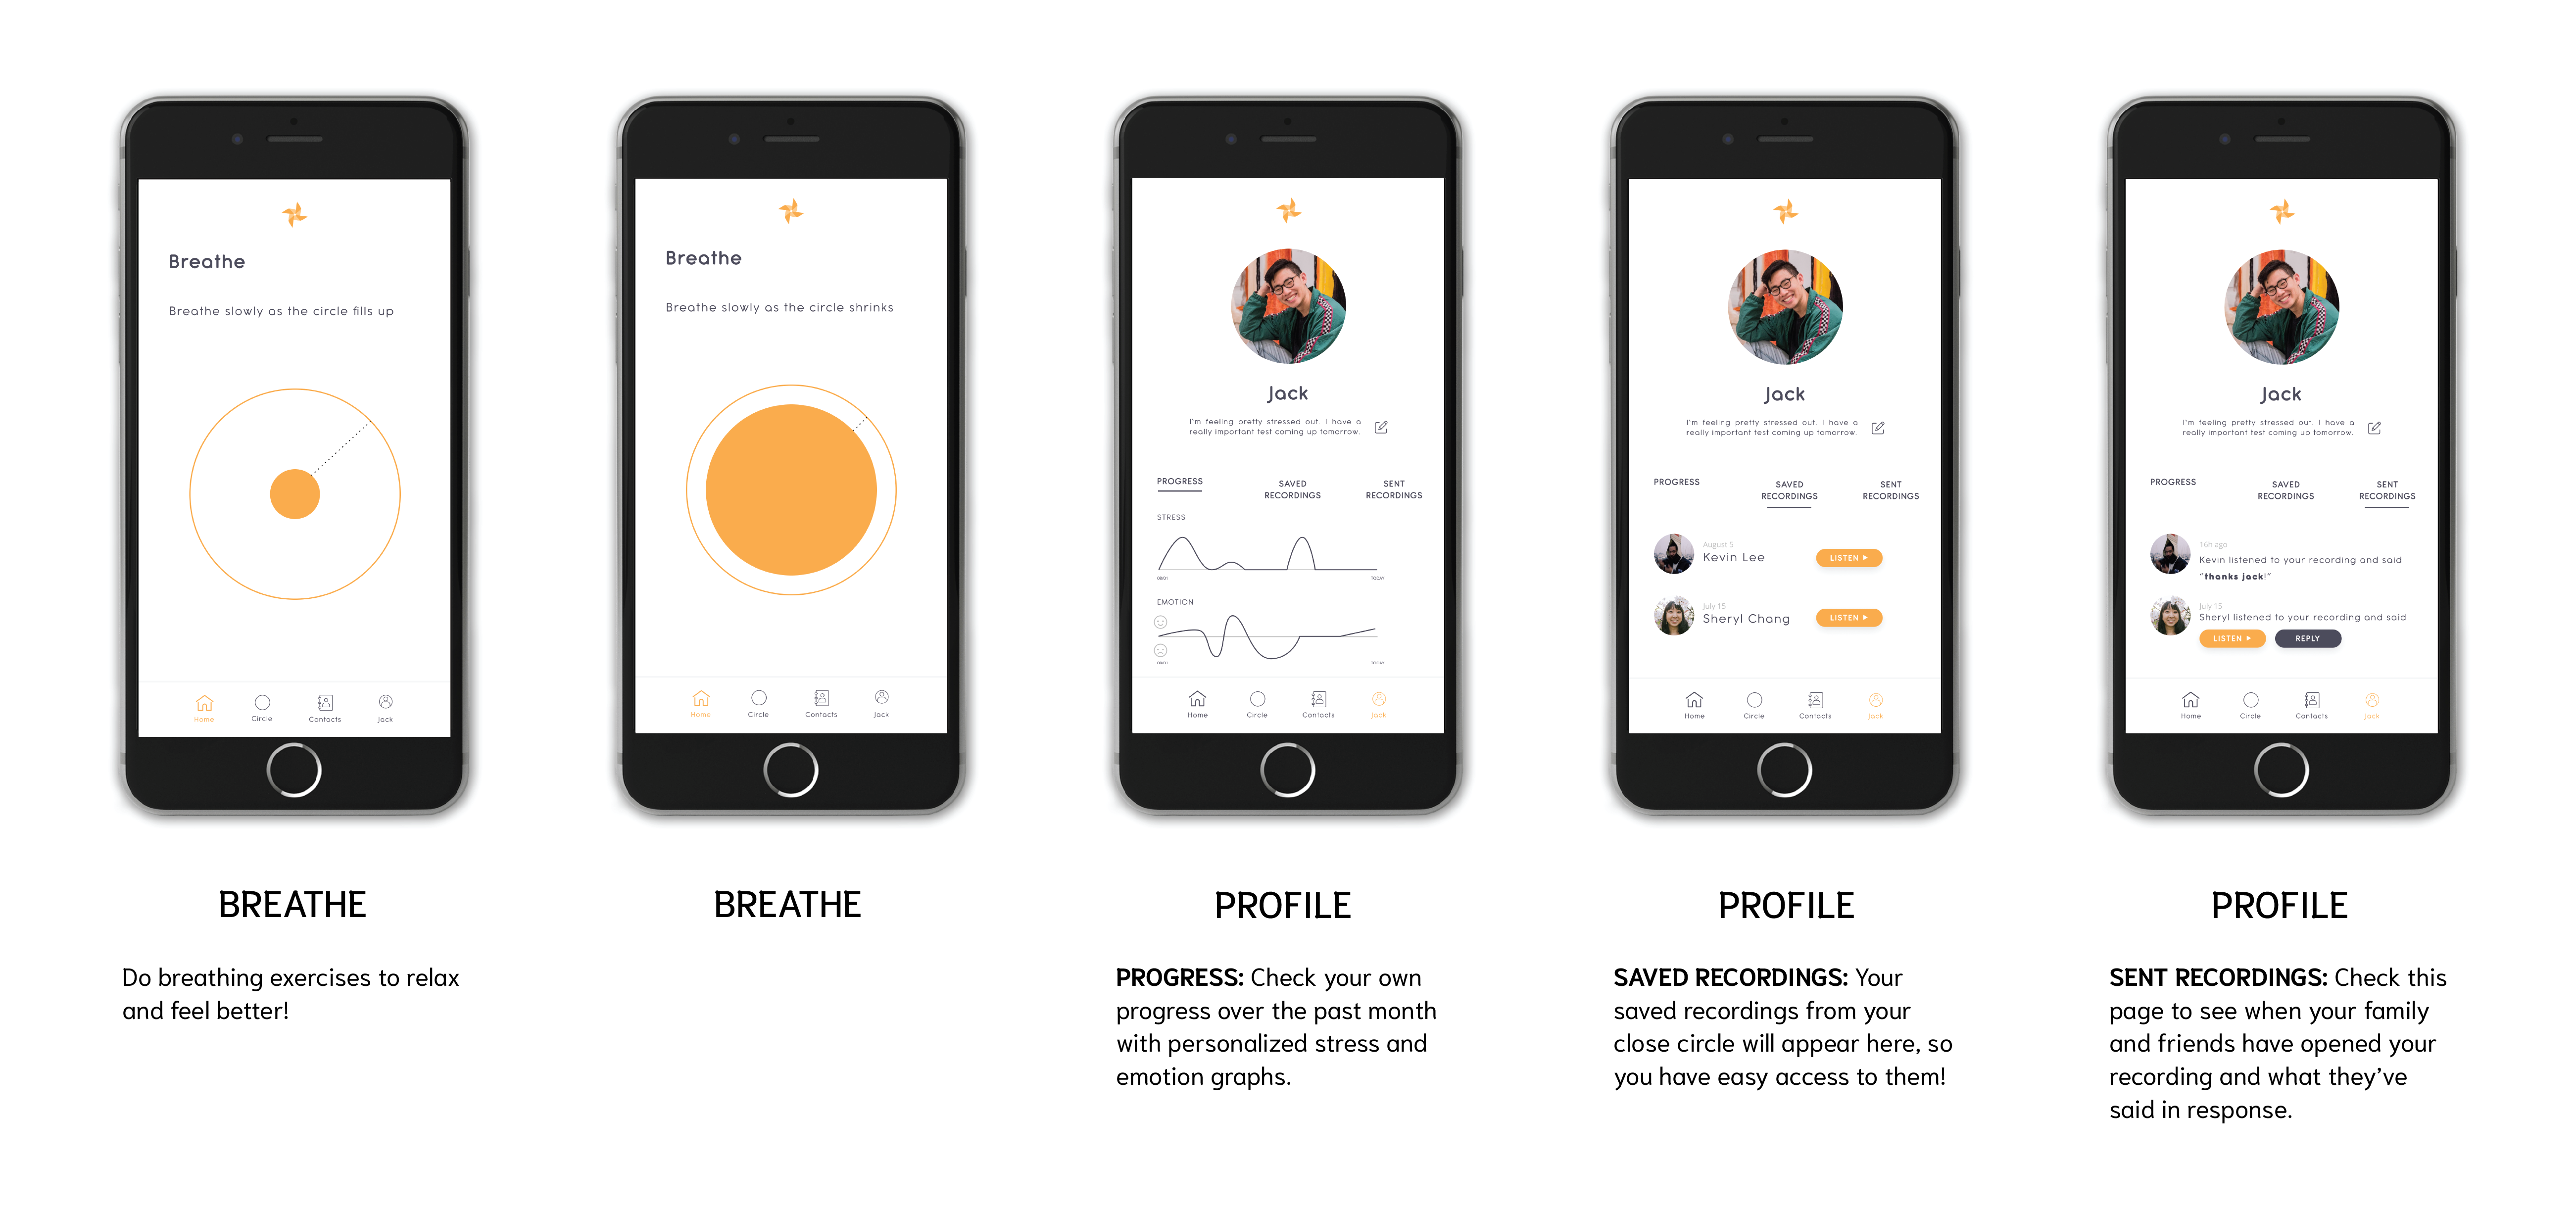 Breathe
Breathe slowly as the circle fills up
Home
Circle
Contacts
Jack
BREATHE
Do breathing exercises to relax
and feel better!
Breathe
Breathe slowly as the circle shrinks
Home
Circle
Contacts
Jack
BREATHE
Jack
I'm feeling pretty stressed out. I have a
really important test coming up tomorrow.
PROGRESS
SAVED
RECORDINGS
SENT
RECORDINGS
STRESS
08/01
TODAY
EMOTION
08/01
TODAY
Home
Circle
Contacts
Jack
PROFILE
PROGRESS: Check your own
progress over the past month
with personalized stress and
emotion graphs.
Jack
I'm feeling pretty stressed out. I have a
really important test coming up tomorrow.
PROGRESS
SAVED
RECORDINGS
SENT
RECORDINGS
August 5
Kevin Lee
LISTEN
July 15
Sheryl Chang
LISTEN
Home
Circle
Contacts
Jack
PROFILE
SAVED RECORDINGS: Your
saved recordings from your
close circle will appear here, so
you have easy access to them!
Jack
I'm feeling pretty stressed out. I have a
really important test coming up tomorrow.
PROGRESS
SAVED
RECORDINGS
SENT
RECORDINGS
16h ago
Kevin listened to your recording and said
"thanks jack!"
July 15
Sheryl listened to your recording and said
LISTEN
REPLY
Home
Circle
Contacts
Jack
PROFILE
SENT RECORDINGS: Check this
page to see when your family
and friends have opened your
recording and what they've
said in response.